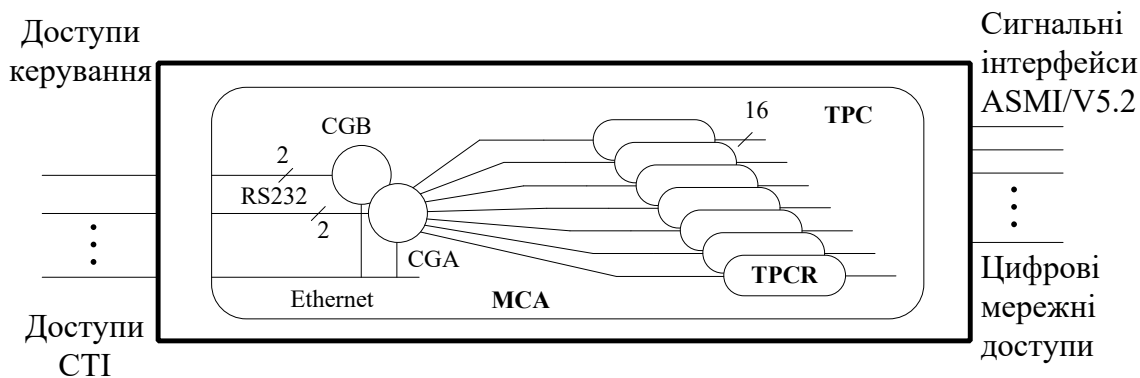 Доступи
керування
Сигнальні
інтерфейси
ASMI/V5.2
16
TPC
CGB
2
RS232
2
CGA
TPCR
Ethernet
MCA
Доступи
CTI
Цифрові
мережні
доступи